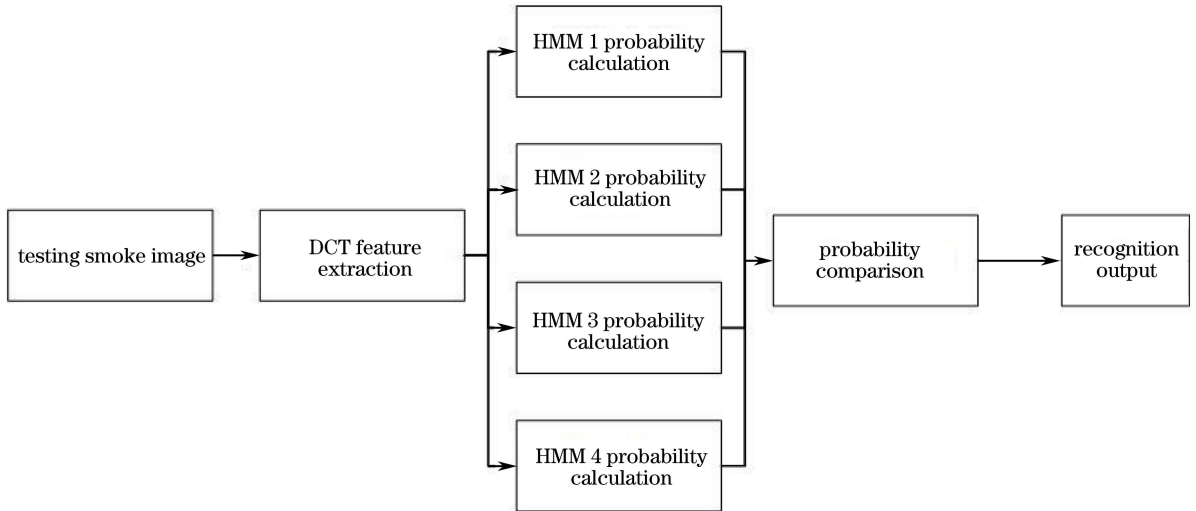 testing smoke image
DCT feature
extraction
HMM 1 probability
calculation
HMM 2 probability
calculation
HMM 3 probability
calculation
HMM 4 probability
calculation
probability
comparison
recognition
output